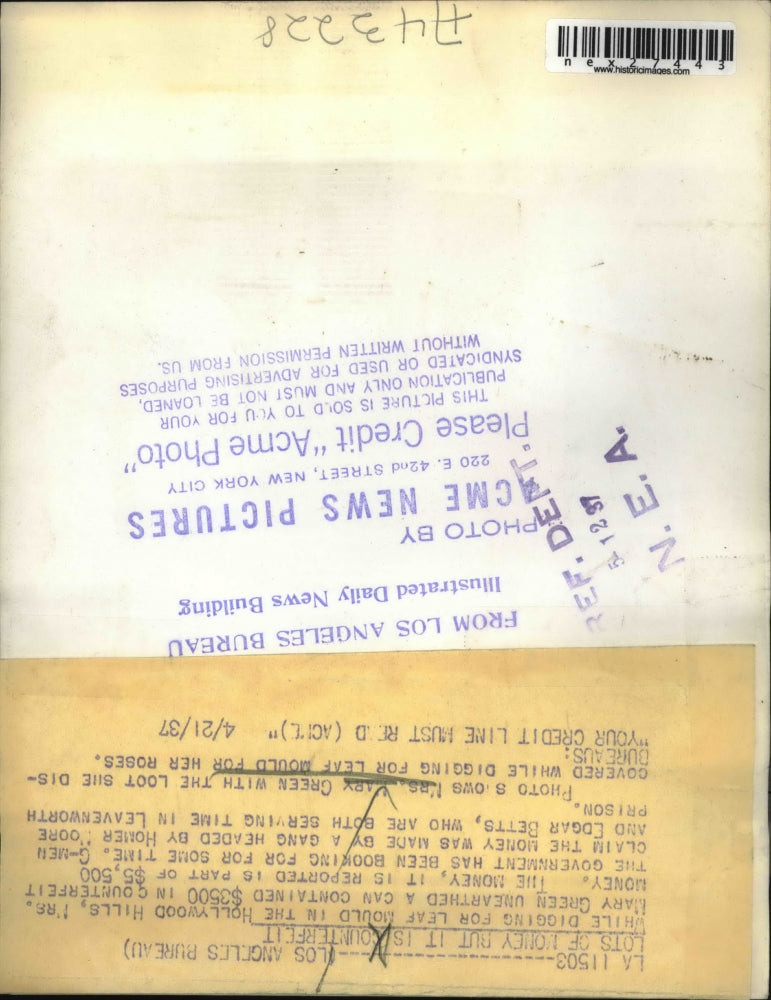 LA 11503--------------------(LOS ANGELES BUREAU)
LOTS OF MONEY BUT IT IS COUNTERFEIT
WHILE DIGGING FOR LEAF MOULD IN THE HOLLYWOOD HILLS, MRS.
MARY GREEN UNEARTHED A CAN CONTAINED $3500 IN COUNTERFEIT
MONEY. THE MONEY, IT IS REPORTED IS PART OF $5,500
THE GOVERNMENT HAS BEEN BOOKING FOR FOR SOME TIME. G-MEN
CLAIM THE MONEY WAS MADE BY A GANG HEADED BY HOMER MOORE
AND EDGAR BETTS, WHO ARE BOTH SERVING TIME IN LEAVENWORTH
PRISON.
PHOTO SHOWS MRS. MARY GREEN WITH THE LOOT SHE DIS-
COVERED WHILE DIGGING FOR LEAF MOULD FOR HER ROSES.
BUREAUS:
"YOUR CREDIT LINE MUST READ (ACME)" 4/21/37
FROM LOS ANGELES BUREAU
Illustrated Daily News Building
PHOTO BY
ACME NEWS PICTURES
220 E. 42nd STREET, NEW YORK CITY
Please Credit "Acme Photo"
THIS PICTURE IS SOLD TO YOU FOR YOUR
PUBLICATION ONLY AND MUST NOT BE LOANED,
SYNDICATED OR USED FOR ADVERTISING PURPOSES
WITHOUT WRITTEN PERMISSION FROM US.
REF. DEPT.
N. E. A.
A43228
nex27443
www.historicimages.com